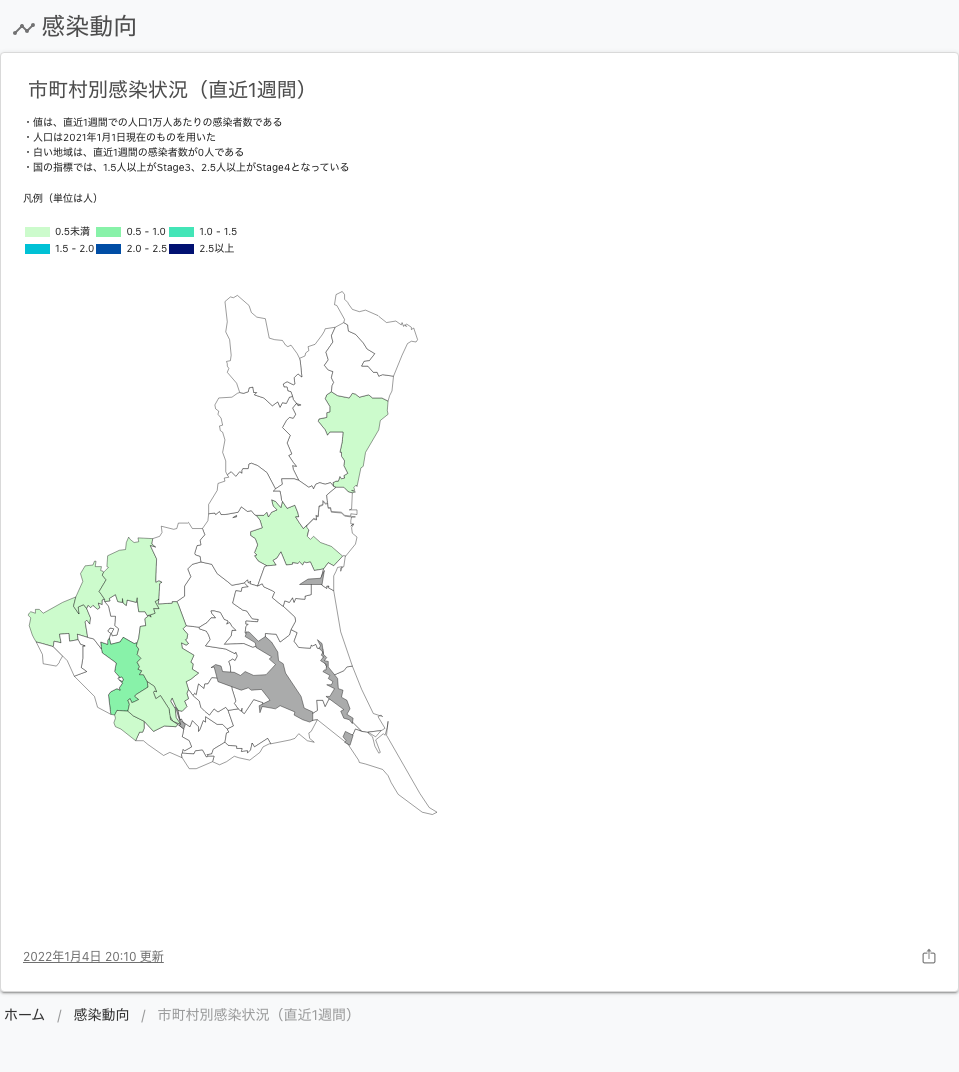 感染動向
市町村別感染状況（直近1週間）
・値は、直近1週間での人口1万人あたりの感染者数である
・人口は2021年1月1日現在のものを用いた
・白い地域は、直近1週間の感染者数が0人である
・国の指標では、1.5人以上がStage3、2.5人以上がStage4となっている
凡例（単位は人）
0.5未満 0.5 - 1.0 1.0 - 1.5
1.5 - 2.0 2.0 - 2.5 2.5以上
2022年1月4日 20:10 更新
ホーム / 感染動向 / 市町村別感染状況（直近1週間）